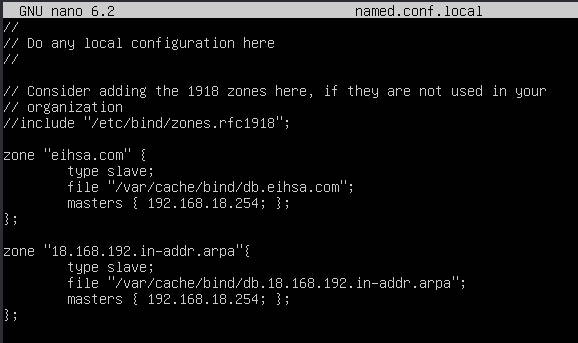 GNU nano 6.2 named.conf.local
//
// Do any local configuration here
//
// Consider adding the 1918 zones here, if they are not used in your
// organization
//include "/etc/bind/zones.rfc1918";
zone "eihsa.com" {
type slave;
file "/var/cache/bind/db.eihsa.com";
masters { 192.168.18.254; };
};
zone "18.168.192.in-addr.arpa"{
type slave;
file "/var/cache/bind/db.18.168.192.in-addr.arpa";
masters { 192.168.18.254; };
};